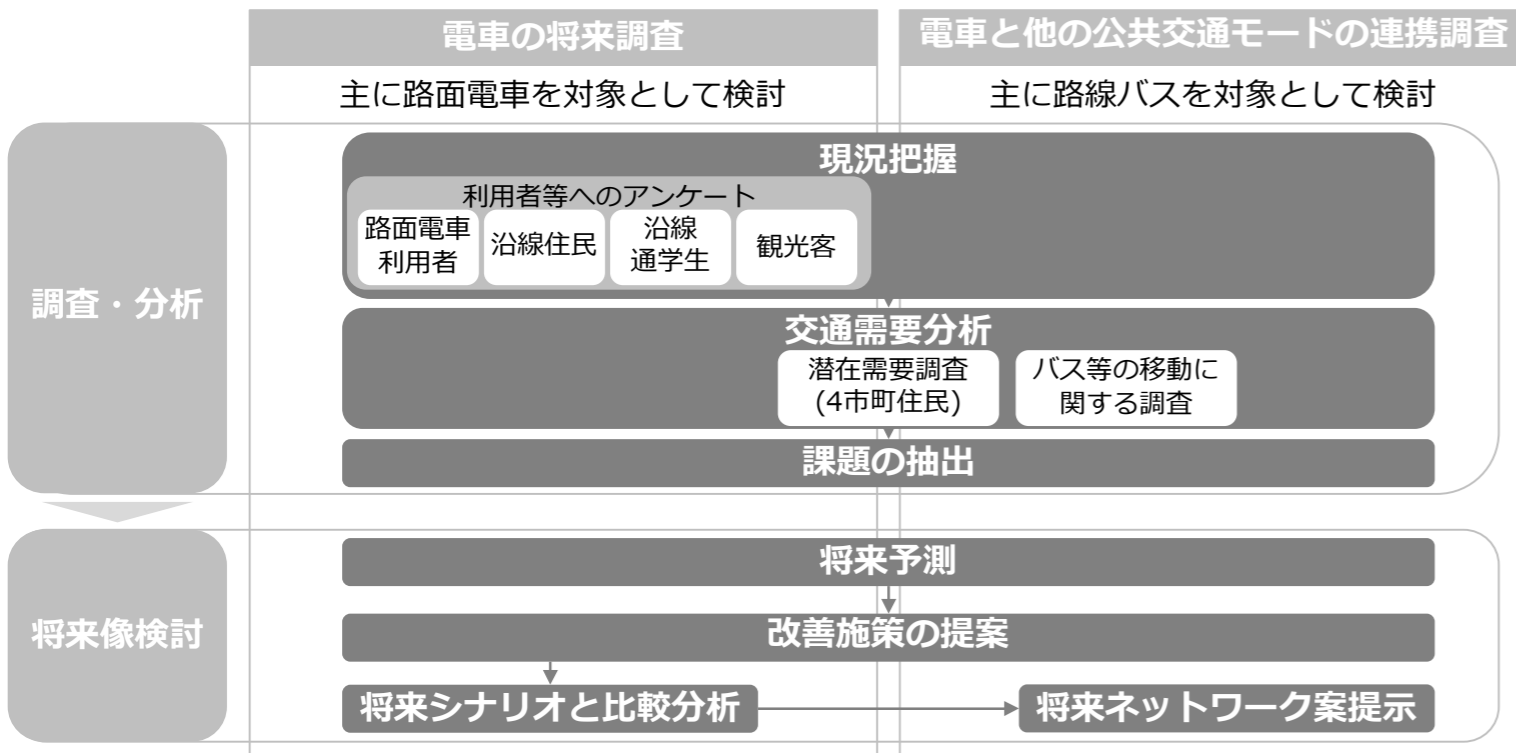 電車の将来調査
電車と他の公共交通モードの連携調査
主に路面電車を対象として検討
主に路線バスを対象として検討
調査・分析
現況把握
利用者等へのアンケート
路面電車
利用者
沿線住民
沿線
通学生
観光客
交通需要分析
潜在需要調査
(4市町住民)
バス等の移動に
関する調査
課題の抽出
将来像検討
将来予測
改善施策の提案
将来シナリオと比較分析
将来ネットワーク案提示